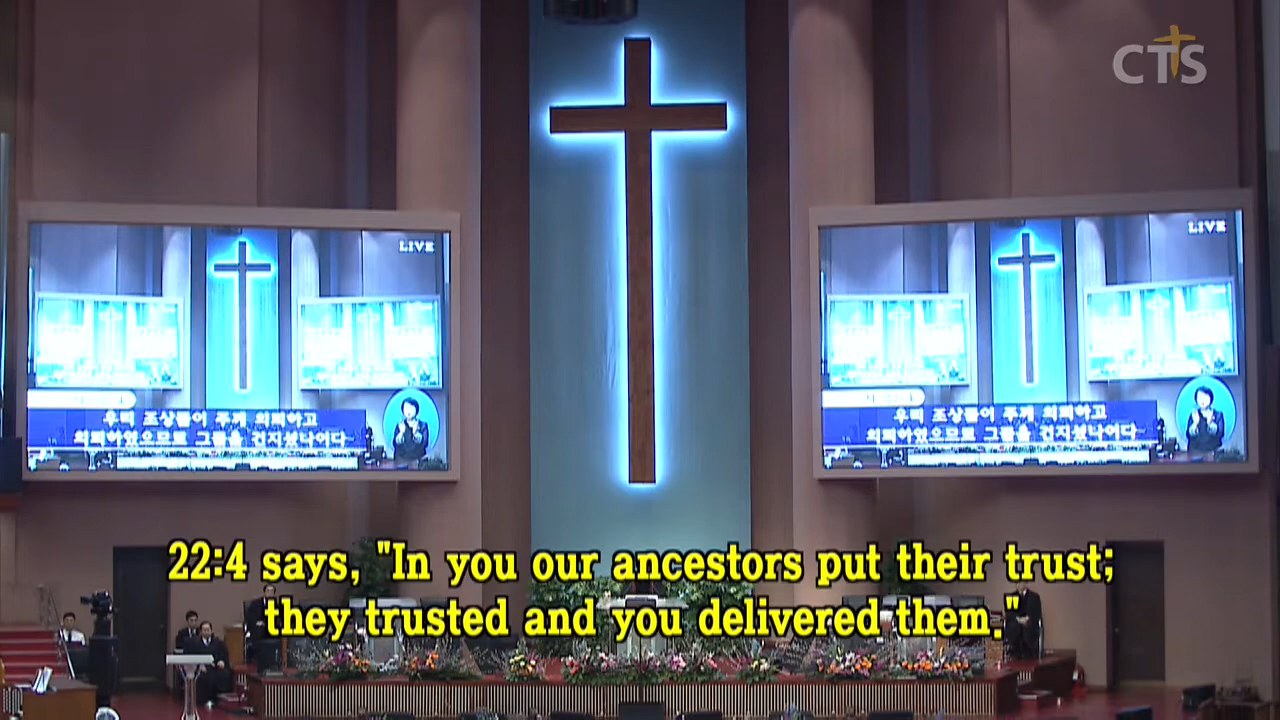 CTS
LIVE
LIVE
우리 조상들이 주께 의뢰하고
의뢰하였으므로 그들을 건지셨나이다
우리 조상들이 주께 의뢰하고
의뢰하였으므로 그들을 건지셨나이다
22:4 says, "In you our ancestors put their trust;
they trusted and you delivered them."